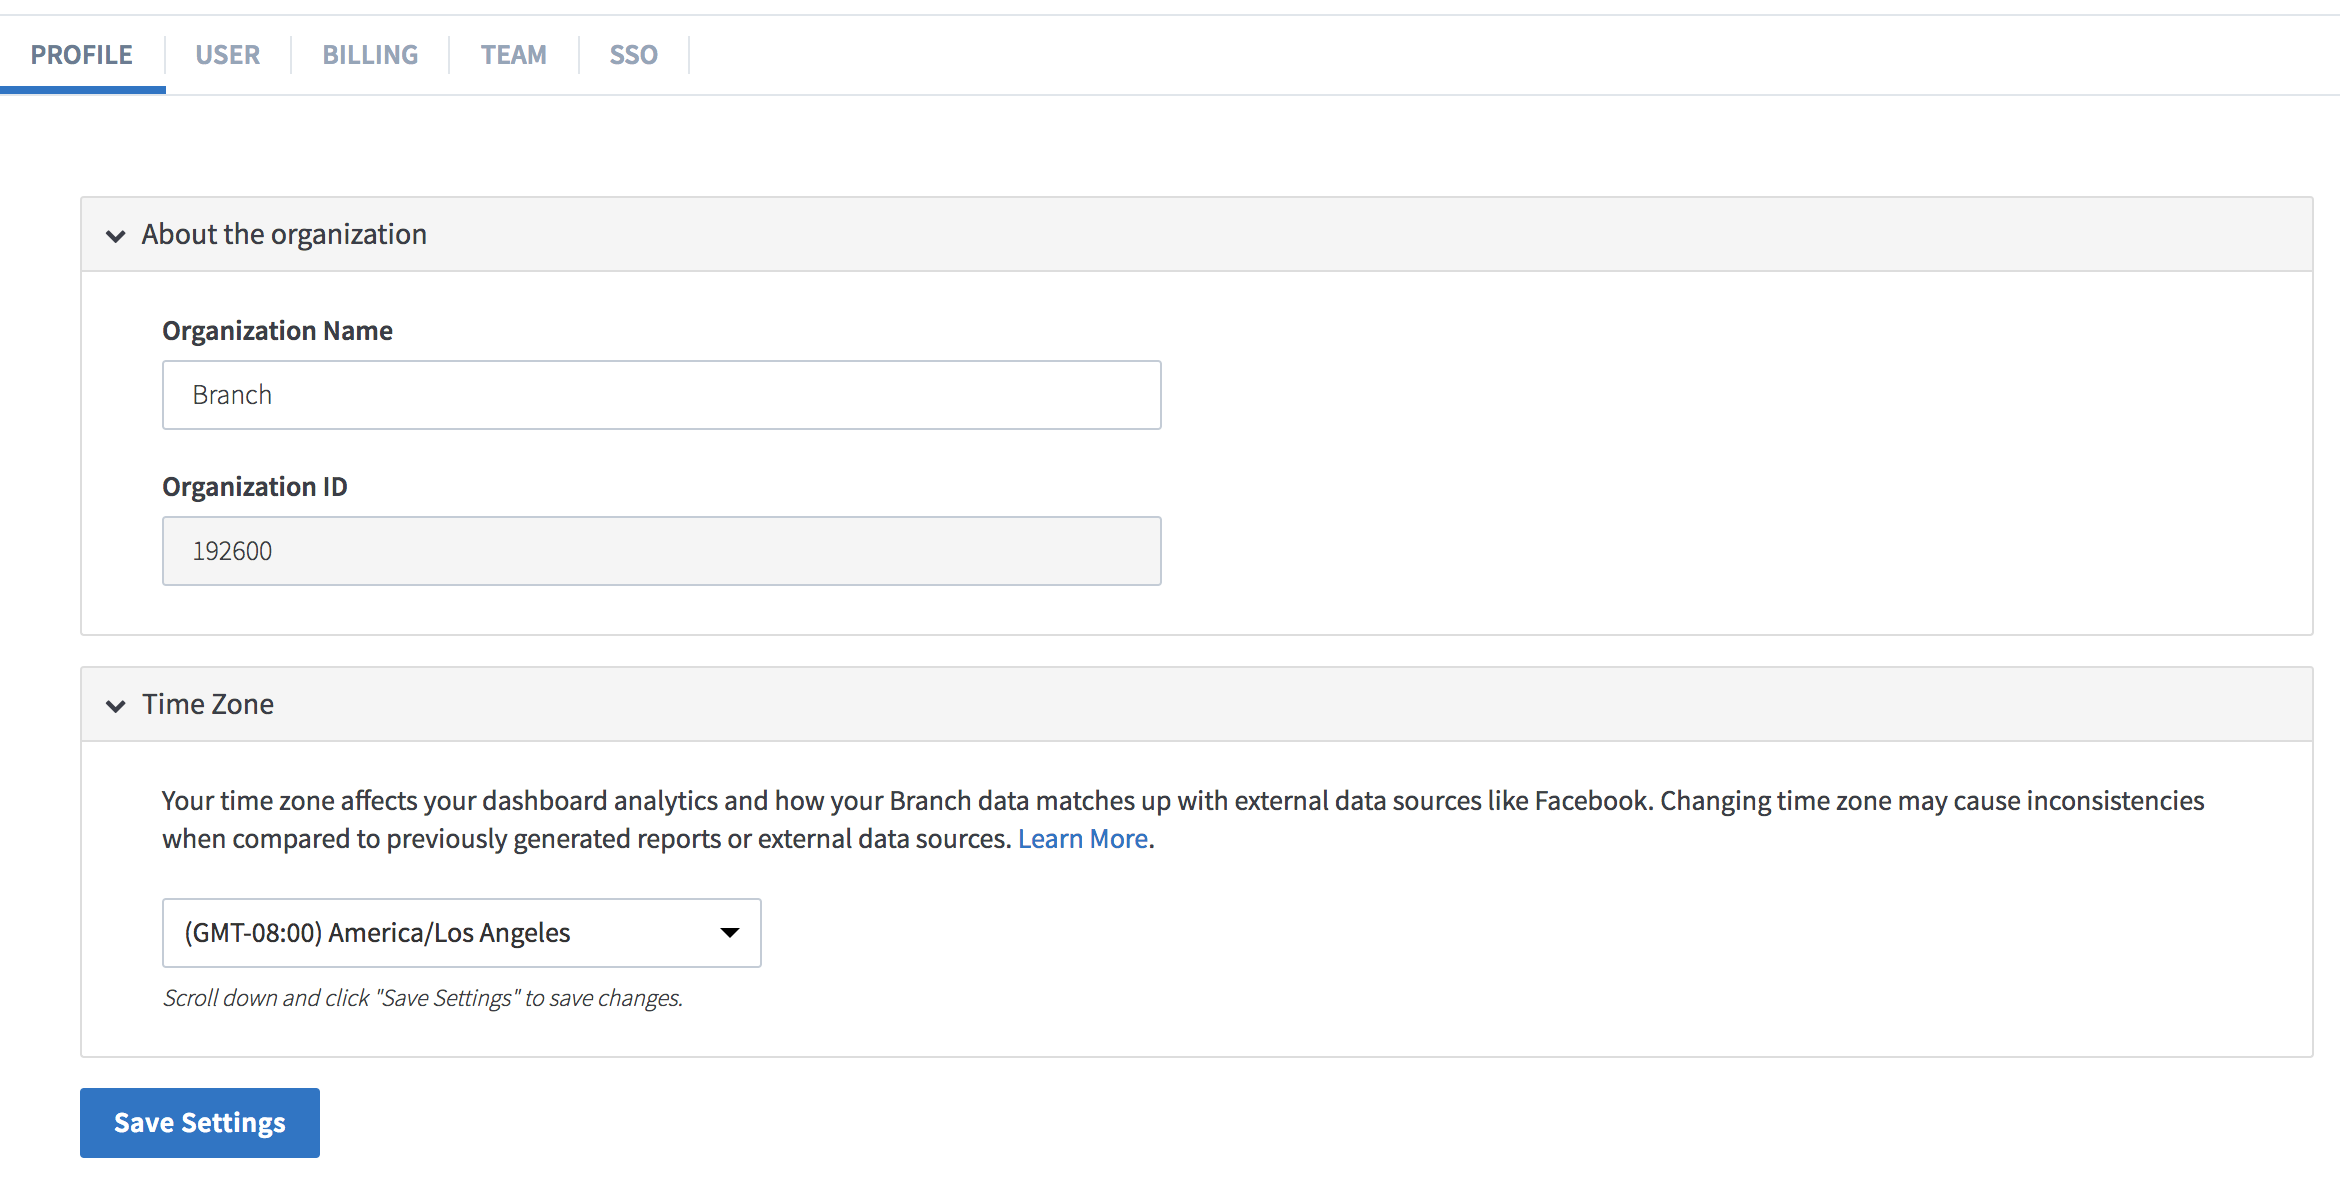 PROFILE USER BILLING TEAM SSO
About the organization
Organization Name
Branch
Organization ID
192600
Time Zone
Your time zone affects your dashboard analytics and how your Branch data matches up with external data sources like Facebook. Changing time zone may cause inconsistencies
when compared to previously generated reports or external data sources. Learn More.
(GMT-08:00) America/Los Angeles
Scroll down and click "Save Settings" to save changes.
Save Settings